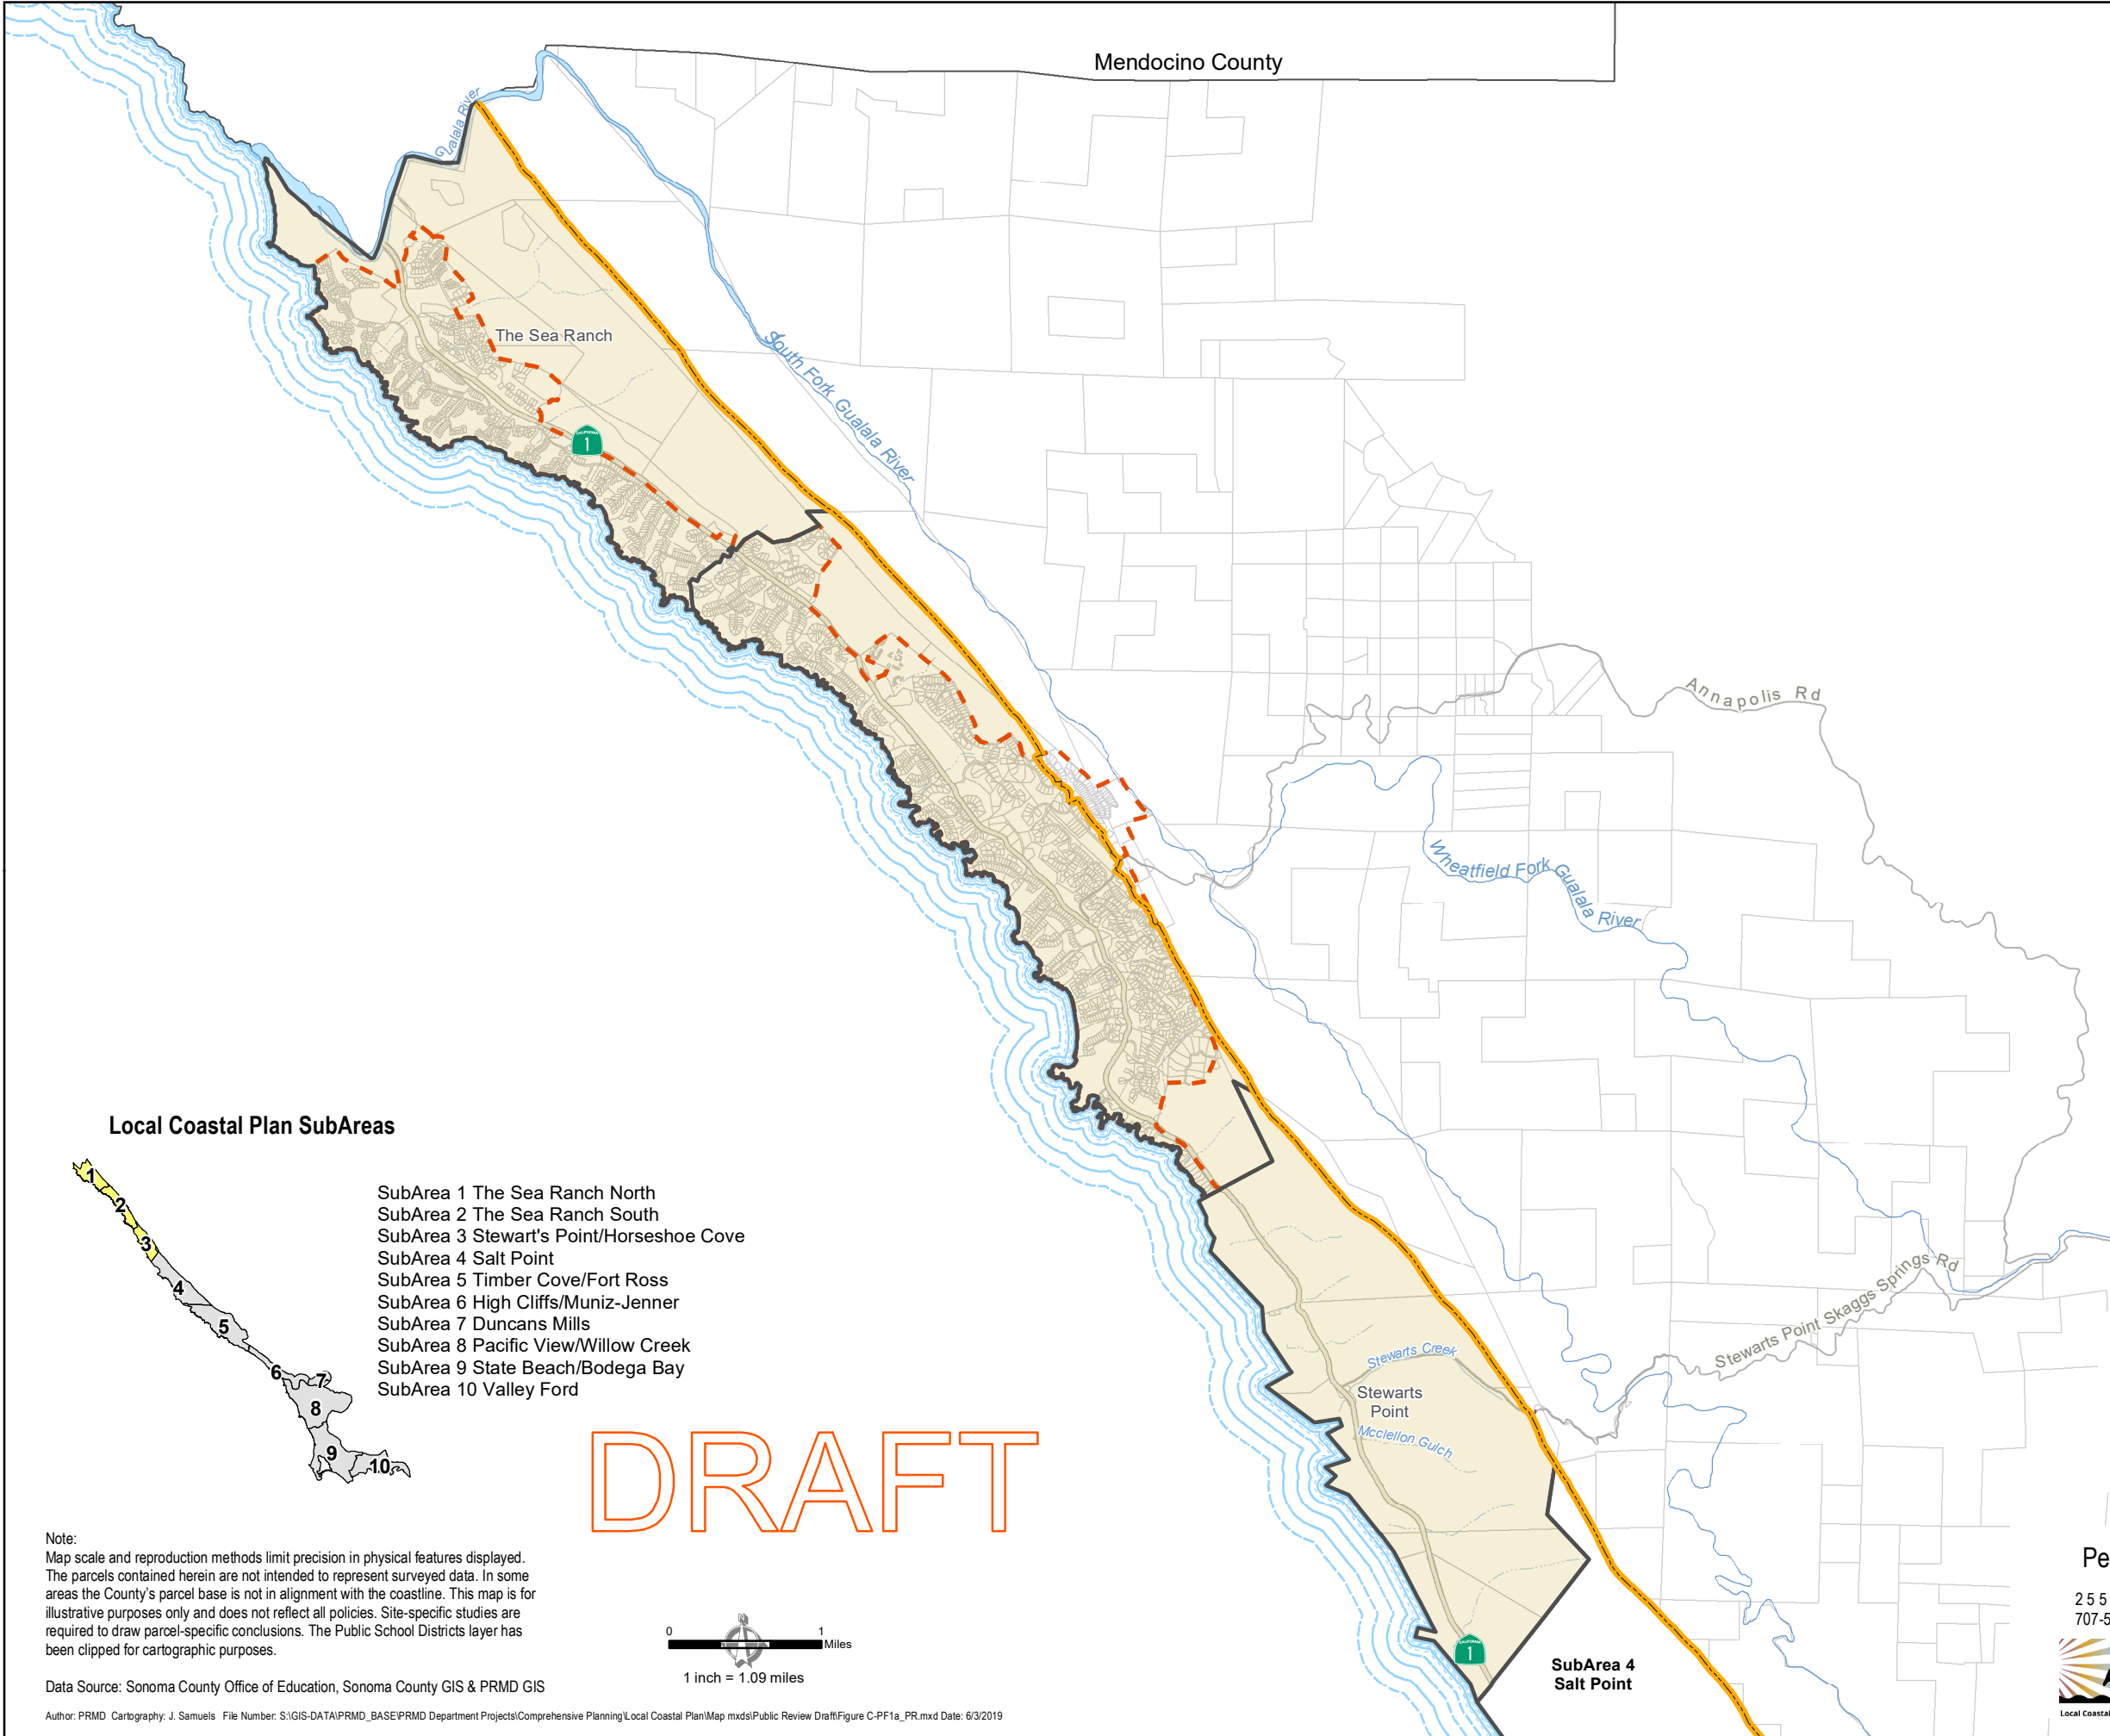 Mendocino County
Gualala River
The Sea Ranch
South Fork Gualala River
CALIFORNIA
1
Annapolis Rd
Wheatfield Fork Gualala River
Local Coastal Plan SubAreas
1
2
3
4
5
6
7
8
9
10
SubArea 1 The Sea Ranch North
SubArea 2 The Sea Ranch South
SubArea 3 Stewart's Point/Horseshoe Cove
SubArea 4 Salt Point
SubArea 5 Timber Cove/Fort Ross
SubArea 6 High Cliffs/Muniz-Jenner
SubArea 7 Duncans Mills
SubArea 8 Pacific View/Willow Creek
SubArea 9 State Beach/Bodega Bay
SubArea 10 Valley Ford
Stewarts Point Skaggs Springs Rd
Stewarts Creek
Stewarts
Point
Mcclellon Gulch
DRAFT
Note:
Map scale and reproduction methods limit precision in physical features displayed.
The parcels contained herein are not intended to represent surveyed data. In some
areas the County's parcel base is not in alignment with the coastline. This map is for
illustrative purposes only and does not reflect all policies. Site-specific studies are
required to draw parcel-specific conclusions. The Public School Districts layer has
been clipped for cartographic purposes.
Data Source: Sonoma County Office of Education, Sonoma County GIS & PRMD GIS
Author: PRMD Cartography: J. Samuels File Number: S:\GIS-DATA\PRMD_BASE\PRMD Department Projects\Comprehensive Planning\Local Coastal Plan\Map mxds\Public Review Draft\Figure C-PF1a_PR.mxd Date: 6/3/2019
0 1
Miles
1 inch = 1.09 miles
CALIFORNIA
1
SubArea 4
Salt Point
Pe
2 5 5
707-5
Local Coastal